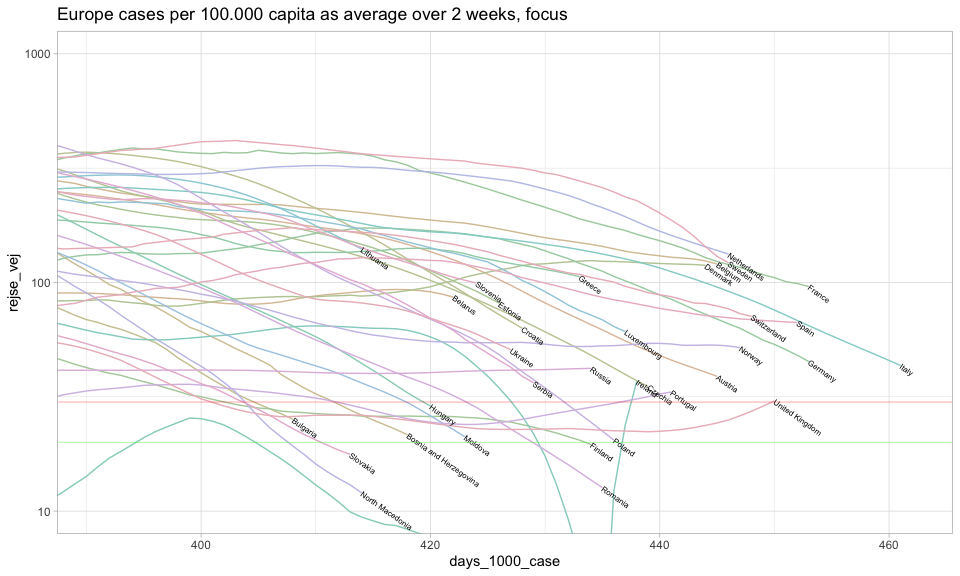 Europe cases per 100.000 capita as average over 2 weeks, focus
1000
100
10
rejse_vej
Lithuania
Netherlands
Sweden
Belgium
Denmark
Greece
France
Slovenia
Estonia
Belarus
Croatia
Switzerland
Spain
Luxembourg
Norway
Ukraine
Germany
Italy
Russia
Austria
Serbia
Ireland
Czechia
Portugal
Hungary
United Kingdom
Bulgaria
Moldova
Bosnia and Herzegovina
Poland
Finland
Slovakia
Romania
North Macedonia
400
420
440
460
days_1000_case